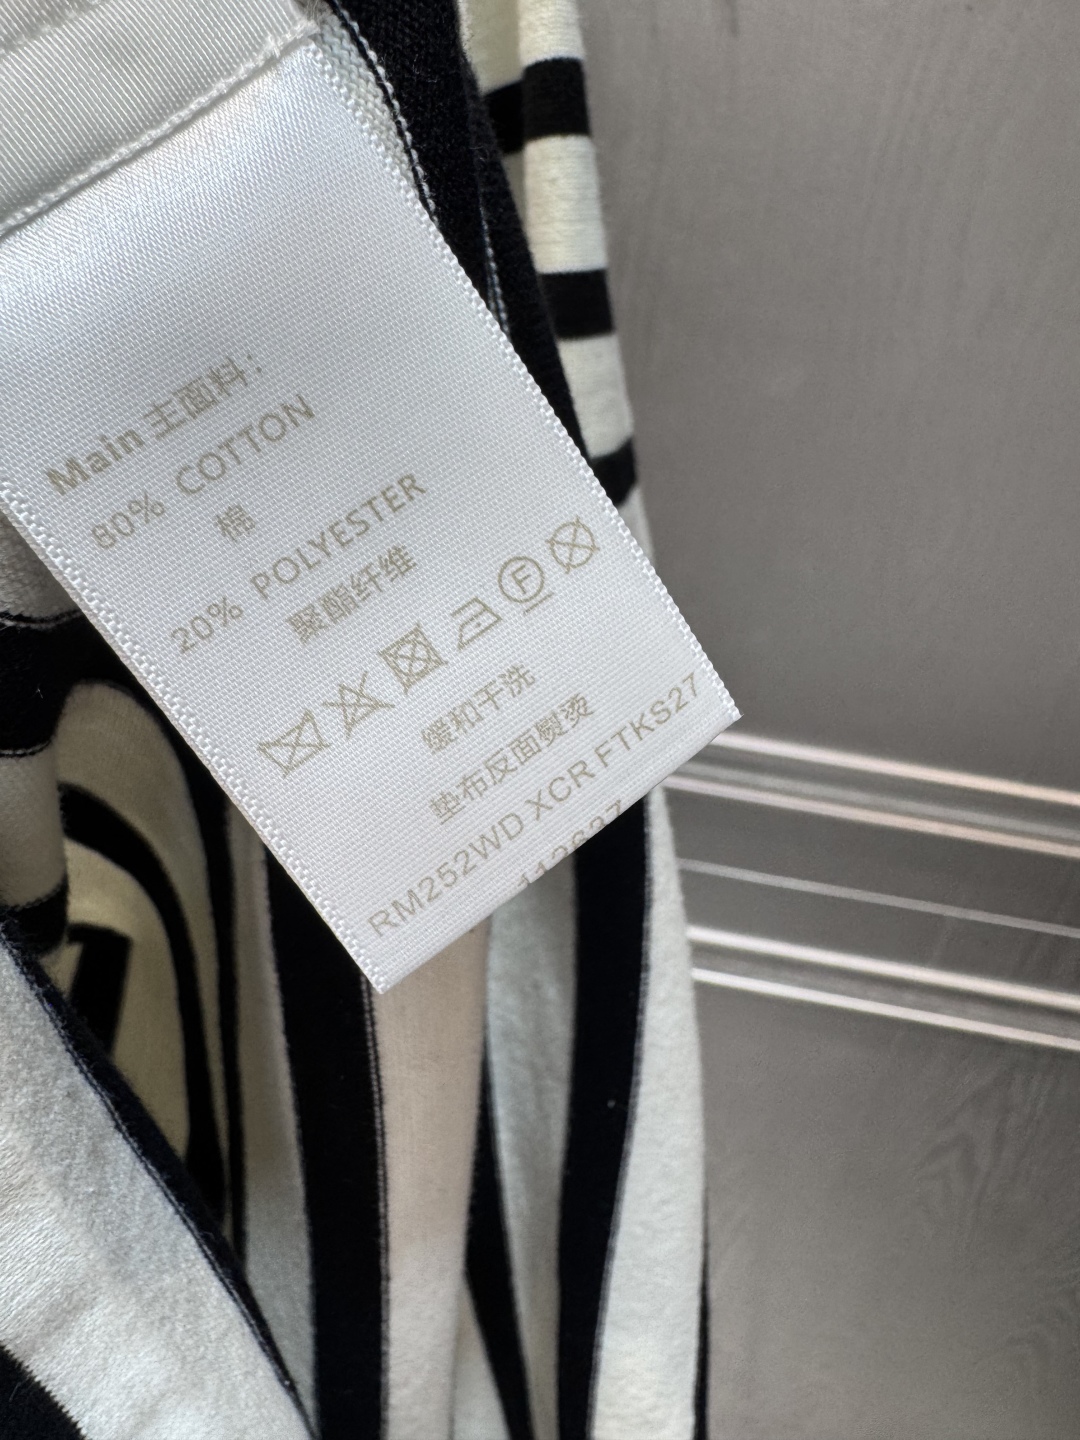 Main 主面料:
80% COTTON
棉
20% POLYESTER
聚酯纤维
F
缓和干洗
垫布反面熨烫
RM252WD XCR FTKS27